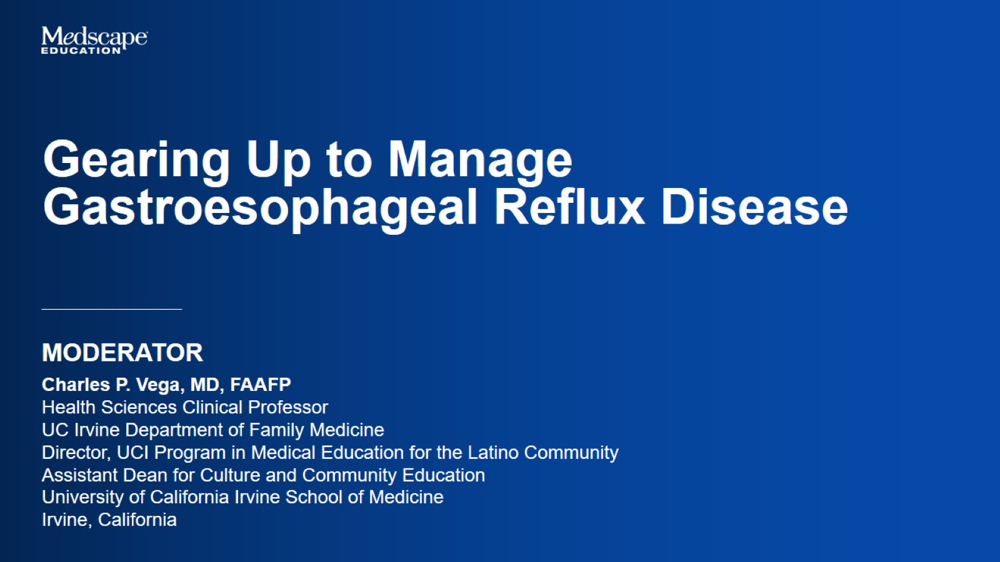 Medscape
EDUCATION
Gearing Up to Manage
Gastroesophageal Reflux Disease
MODERATOR
Charles P. Vega, MD, FAAFP
Health Sciences Clinical Professor
UC Irvine Department of Family Medicine
Director, UCI Program in Medical Education for the Latino Community
Assistant Dean for Culture and Community Education
University of California Irvine School of Medicine
Irvine, California